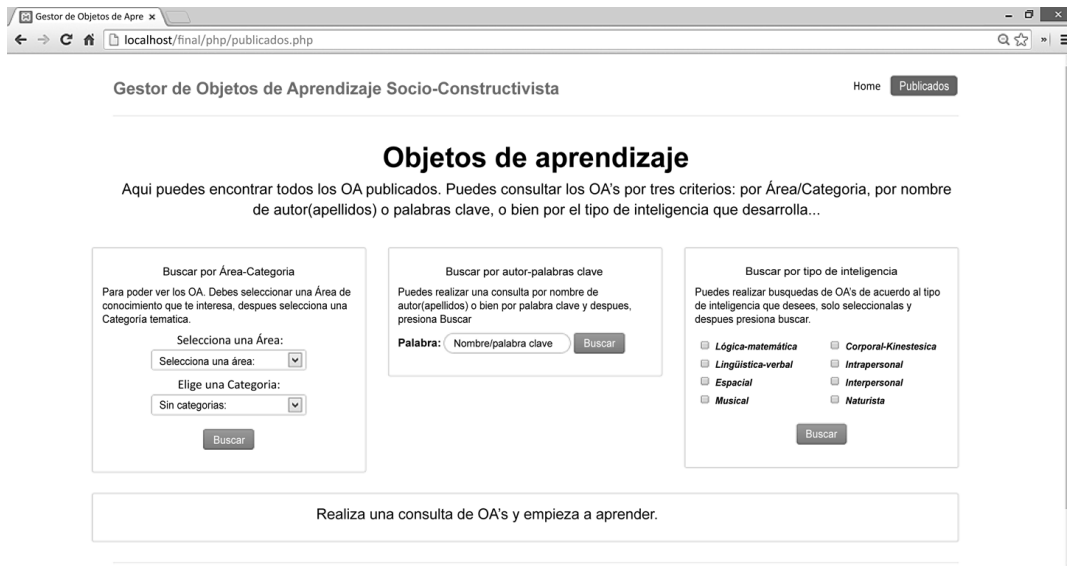 Gestor de Objetos de Apre
localhost/final/php/publicados.php
Gestor de Objetos de Aprendizaje Socio-Constructivista
Home
Publicados
Objetos de aprendizaje
Aqui puedes encontrar todos los OA publicados. Puedes consultar los OA's por tres criterios: por Área/Categoria, por nombre
de autor(apellidos) o palabras clave, o bien por el tipo de inteligencia que desarrolla...
Buscar por Área-Categoria
Para poder ver los OA. Debes seleccionar una Área de
conocimiento que te interesa, despues selecciona una
Categoría tematica.
Selecciona una Área:
Selecciona una área:
Elige una Categoria:
Sin categorias:
Buscar
Buscar por autor-palabras clave
Puedes realizar una consulta por nombre de
autor(apellidos) o bien por palabra clave y despues,
presiona Buscar
Palabra: Nombre/palabra clave Buscar
Buscar por tipo de inteligencia
Puedes realizar busquedas de OA's de acuerdo al tipo
de inteligencia que desees, solo seleccionalas y
despues presiona buscar.
Lógica-matemática Corporal-Kinestesica
Lingüistica-verbal Intrapersonal
Espacial Interpersonal
Musical Naturista
Buscar
Realiza una consulta de OA's y empieza a aprender.